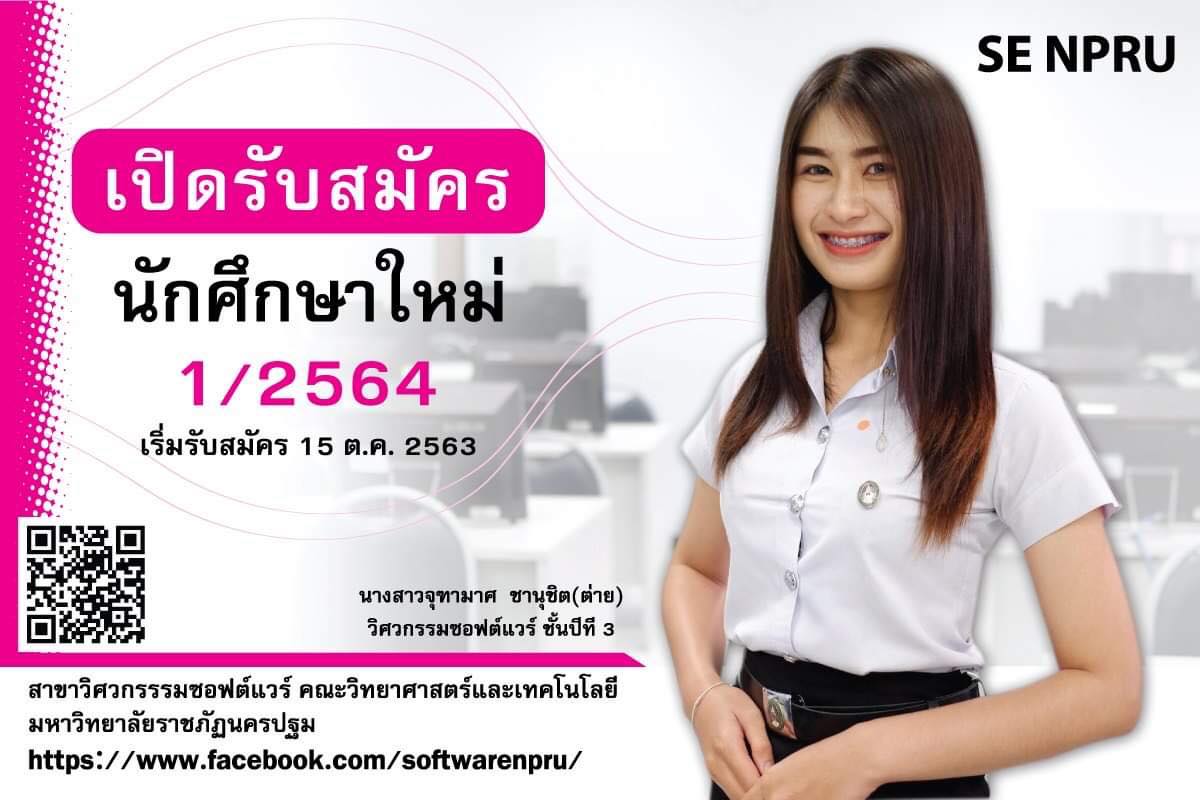 SE NPRU
เปิดรับสมัคร
นักศึกษาใหม่
1/2564
เริ่มรับสมัคร 15 ต.ค. 2563
นางสาวจุฑามาศ ชานุชิต(ต่าย)
วิศวกรรมซอฟต์แวร์ ชั้นปีที 3
สาขาวิศวกรรรมซอฟต์แวร์ คณะวิทยาศาสตร์และเทคโนโลยี
มหาวิทยาลัยราชภัฏนครปฐม
https://www.facebook.com/softwarenpru/